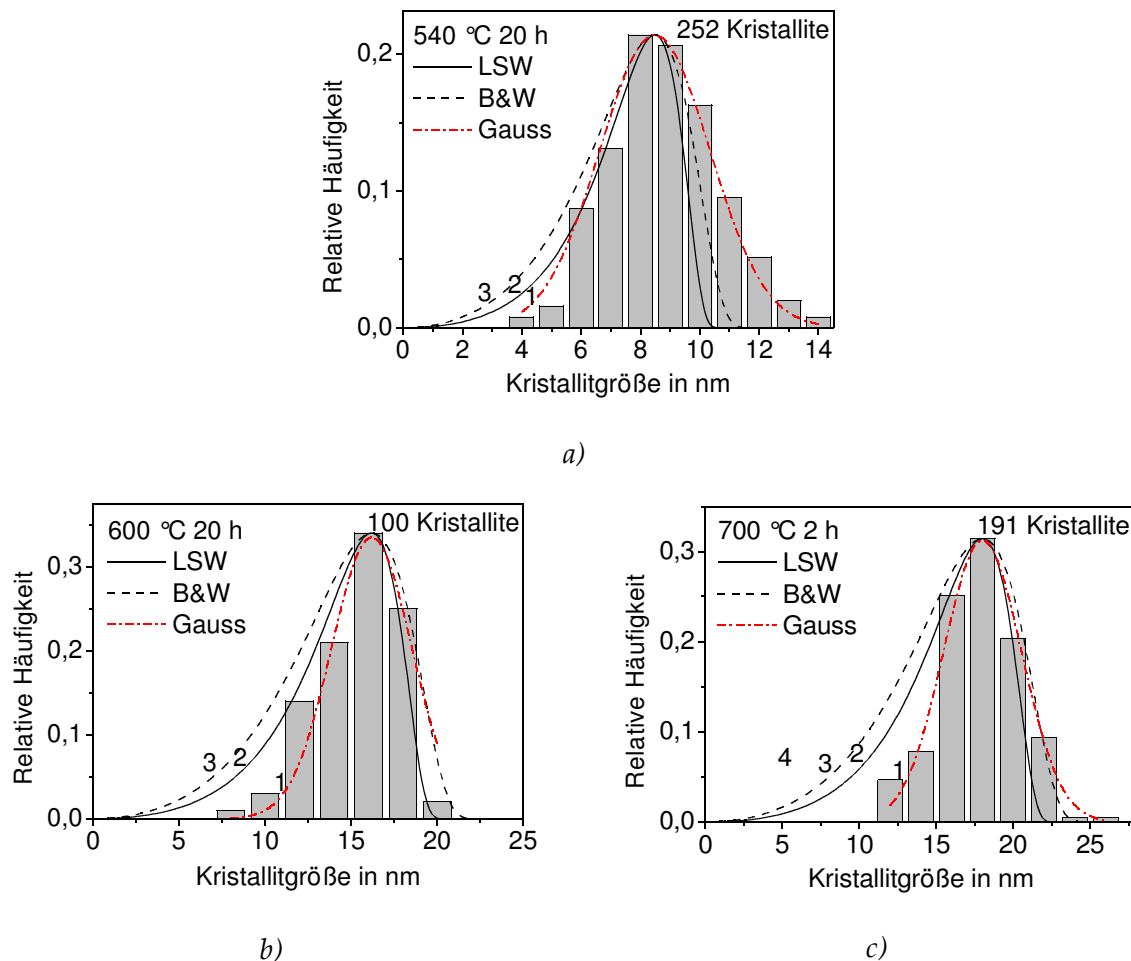 540 °C 20 h
252 Kristallite
LSW
B&W
Gauss
Relative Häufigkeit
0,2
0,1
0,0
3 2 1
0 2 4 6 8 10 12 14
Kristallitgröße in nm
a)
600 °C 20 h
100 Kristallite
LSW
B&W
Gauss
Relative Häufigkeit
0,3
0,2
0,1
0,0
3 2 1
0 5 10 15 20 25
Kristallitgröße in nm
b)
700 °C 2 h
191 Kristallite
LSW
B&W
Gauss
Relative Häufigkeit
0,3
0,2
0,1
0,0
4 3 2 1
0 5 10 15 20 25
Kristallitgröße in nm
c)